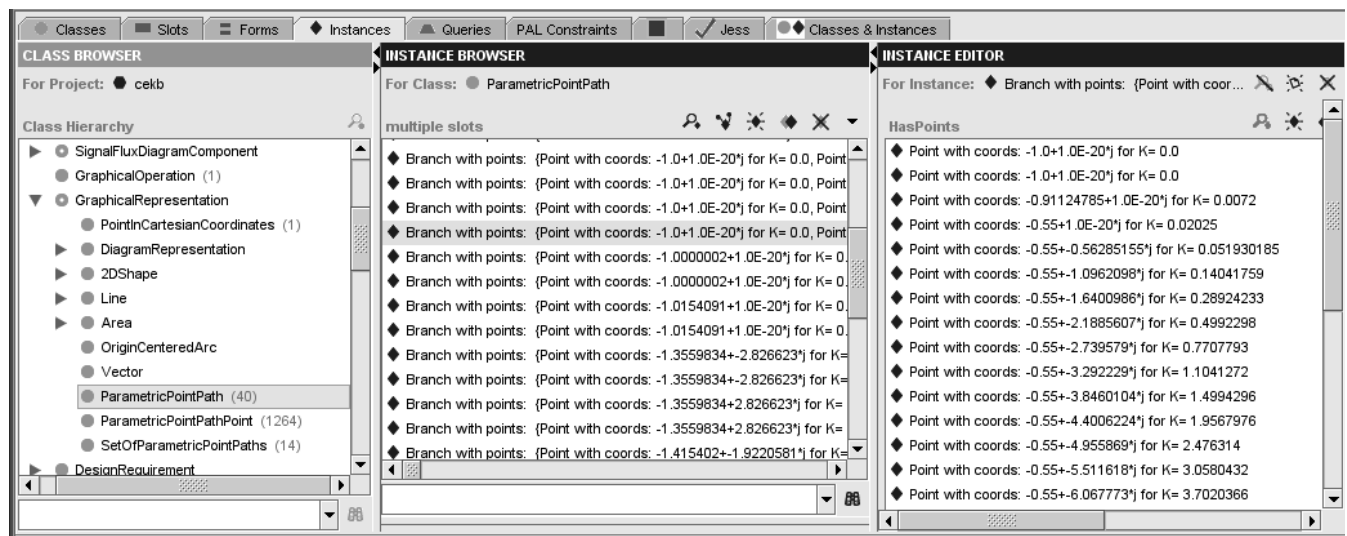 Classes Slots Forms Instances Queries PAL Constraints Jess Classes & Instances
CLASS BROWSER
For Project: cekb
Class Hierarchy
SignalFluxDiagramComponent
GraphicalOperation (1)
GraphicalRepresentation
PointInCartesianCoordinates (1)
DiagramRepresentation
2DShape
Line
Area
OriginCenteredArc
Vector
ParametricPointPath (40)
ParametricPointPathPoint (1264)
SetOfParametricPointPaths (14)
DesignRequirement
INSTANCE BROWSER
For Class: ParametricPointPath
multiple slots
Branch with points: {Point with coords: -1.0+1.0E-20*j for K= 0.0, Point
Branch with points: {Point with coords: -1.0+1.0E-20*j for K= 0.0, Point
Branch with points: {Point with coords: -1.0+1.0E-20*j for K= 0.0, Point
Branch with points: {Point with coords: -1.0+1.0E-20*j for K= 0.0, Point
Branch with points: {Point with coords: -1.0000002+1.0E-20*j for K= 0.
Branch with points: {Point with coords: -1.0000002+1.0E-20*j for K= 0.
Branch with points: {Point with coords: -1.0154091+1.0E-20*j for K= 0.
Branch with points: {Point with coords: -1.0154091+1.0E-20*j for K= 0.
Branch with points: {Point with coords: -1.3559834+-2.826623*j for K=
Branch with points: {Point with coords: -1.3559834+-2.826623*j for K=
Branch with points: {Point with coords: -1.3559834+2.826623*j for K=
Branch with points: {Point with coords: -1.3559834+2.826623*j for K=
Branch with points: {Point with coords: -1.415402+-1.9220581*j for K=
INSTANCE EDITOR
For Instance: Branch with points: {Point with coor...
HasPoints
Point with coords: -1.0+1.0E-20*j for K= 0.0
Point with coords: -1.0+1.0E-20*j for K= 0.0
Point with coords: -0.91124785+1.0E-20*j for K= 0.0072
Point with coords: -0.55+1.0E-20*j for K= 0.02025
Point with coords: -0.55+-0.56285155*j for K= 0.051930185
Point with coords: -0.55+-1.0962098*j for K= 0.14041759
Point with coords: -0.55+-1.6400986*j for K= 0.28924233
Point with coords: -0.55+-2.1885607*j for K= 0.4992298
Point with coords: -0.55+-2.739579*j for K= 0.7707793
Point with coords: -0.55+-3.292229*j for K= 1.1041272
Point with coords: -0.55+-3.8460104*j for K= 1.4994296
Point with coords: -0.55+-4.4006224*j for K= 1.9567976
Point with coords: -0.55+-4.955869*j for K= 2.476314
Point with coords: -0.55+-5.511618*j for K= 3.0580432
Point with coords: -0.55+-6.067773*j for K= 3.7020366